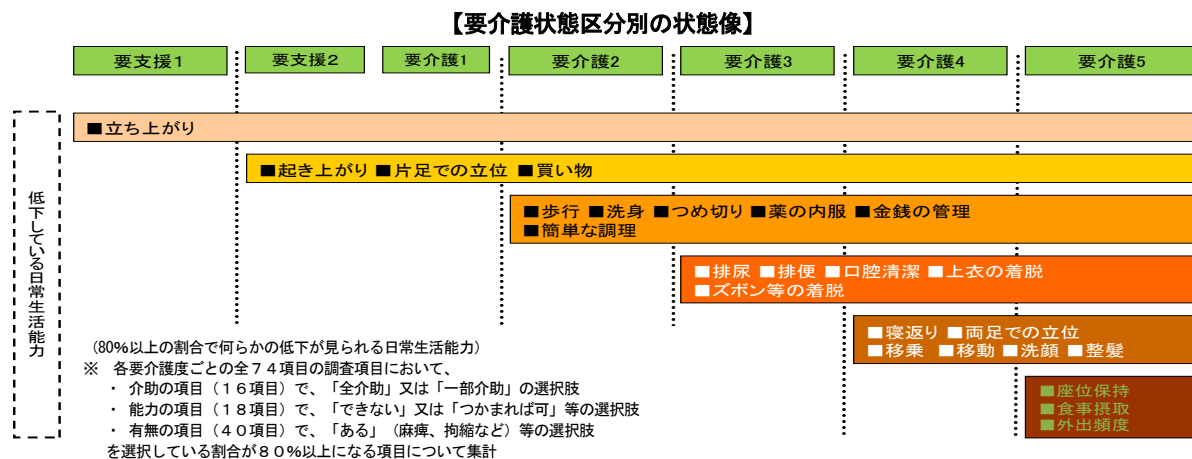 【要介護状態区分別の状態像】
要支援1 要支援2 要介護1 要介護2 要介護3 要介護4 要介護5
低下している日常生活能力
■立ち上がり
■起き上がり ■片足での立位 ■買い物
■歩行 ■洗身 ■つめ切り ■薬の内服 ■金銭の管理
■簡単な調理
■排尿 ■排便 ■口腔清潔 ■上衣の着脱
■ズボン等の着脱
■寝返り ■両足での立位
■移乗 ■移動 ■洗顔 ■整髪
■座位保持
■食事摂取
■外出頻度
（80%以上の割合で何らかの低下が見られる日常生活能力）
※ 各要介護度ごとの全７４項目の調査項目において、
・ 介助の項目（１６項目）で、「全介助」又は「一部介助」の選択肢
・ 能力の項目（１８項目）で、「できない」又は「つかまれば可」等の選択肢
・ 有無の項目（４０項目）で、「ある」（麻痺、拘縮など）等の選択肢
を選択している割合が８０％以上になる項目について集計